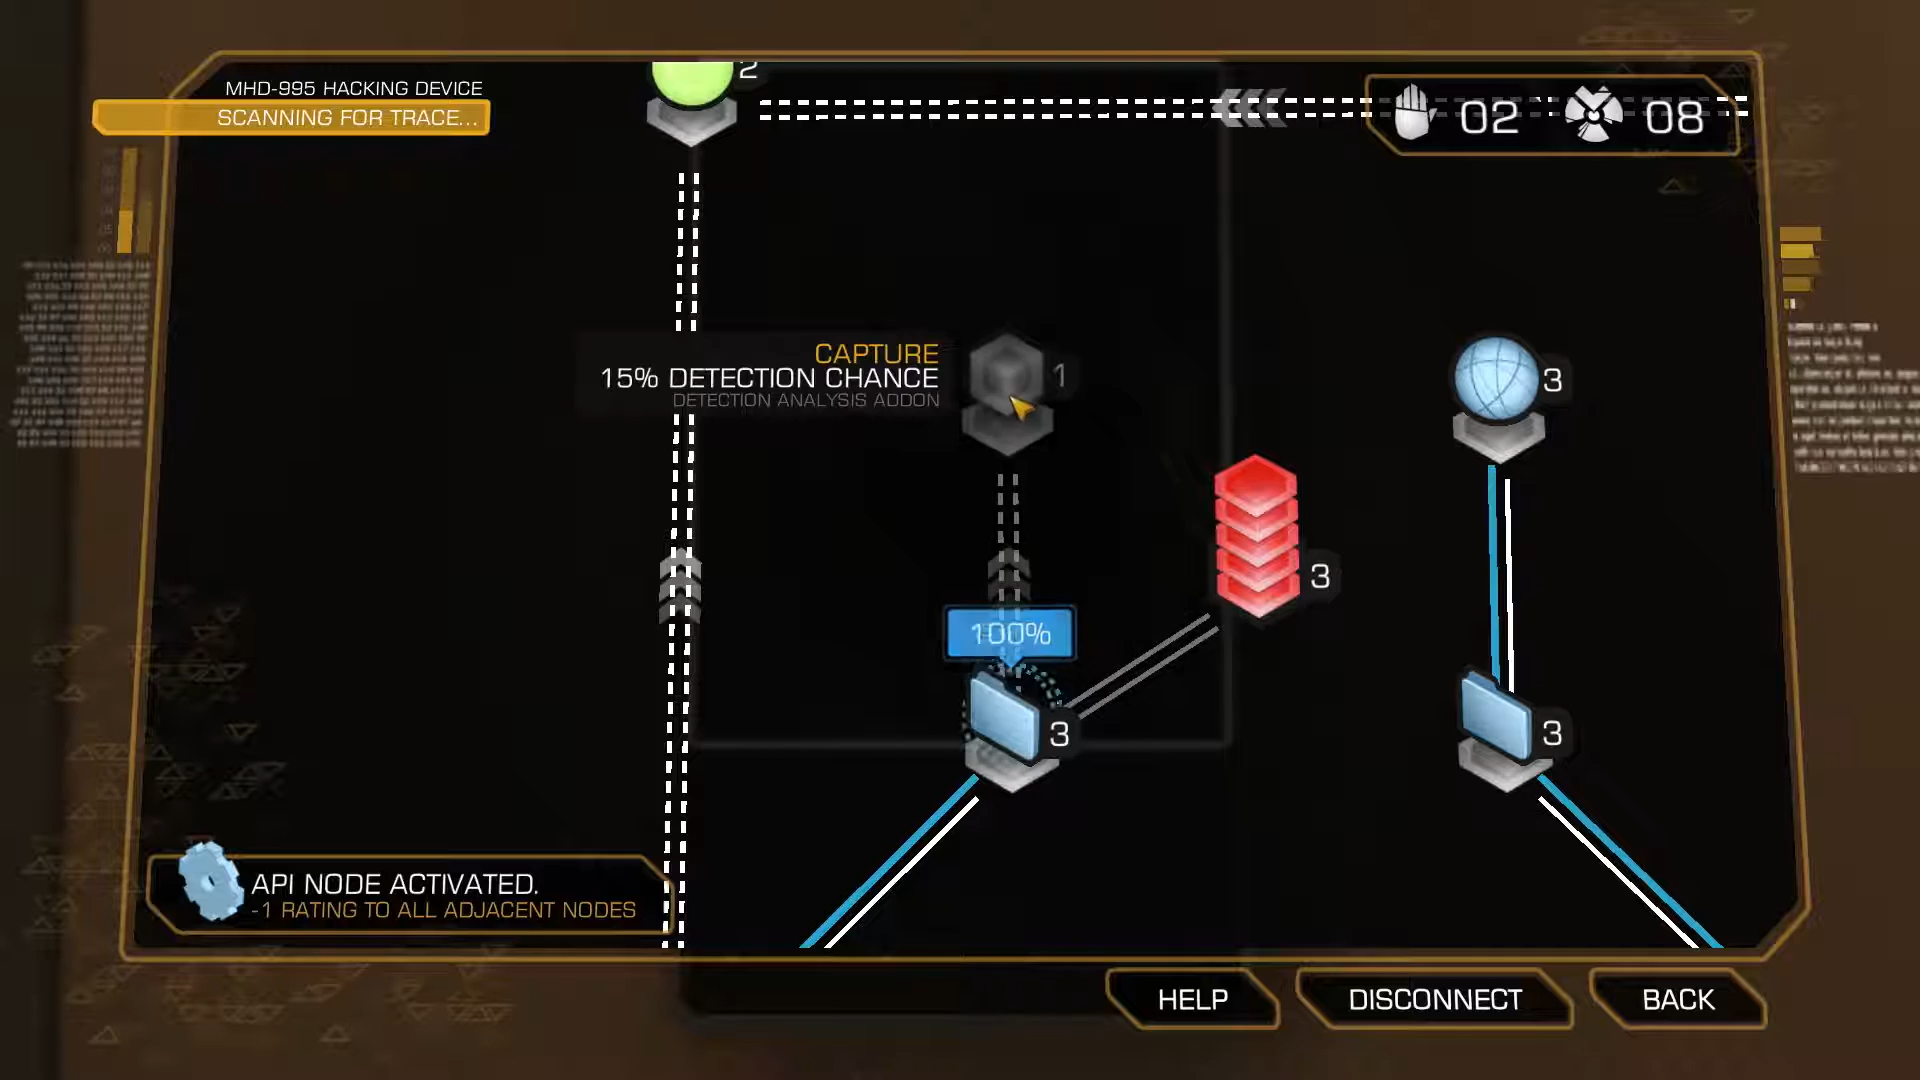 MHD-995 HACKING DEVICE
SCANNING FOR TRACE...
2
02
08
CAPTURE
15% DETECTION CHANCE
DETECTION ANALYSIS ADDON
1
3
3
100%
3
3
API NODE ACTIVATED.
-1 RATING TO ALL ADJACENT NODES
HELP
DISCONNECT
BACK